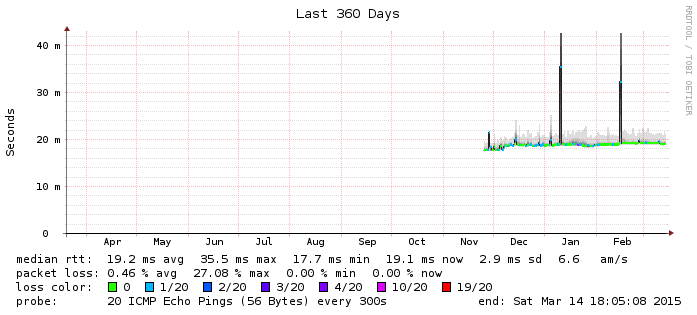 Last 360 Days
RRDTOOL / TOBI OETIKER
Seconds
40 m
30 m
20 m
10 m
0
Apr May Jun Jul Aug Sep Oct Nov Dec Jan Feb
median rtt: 19.2 ms avg 35.5 ms max 17.7 ms min 19.1 ms now 2.9 ms sd 6.6 am/s
packet loss: 0.46 % avg 27.08 % max 0.00 % min 0.00 % now
loss color: 0 1/20 2/20 3/20 4/20 10/20 19/20
probe: 20 ICMP Echo Pings (56 Bytes) every 300s end: Sat Mar 14 18:05:08 2015